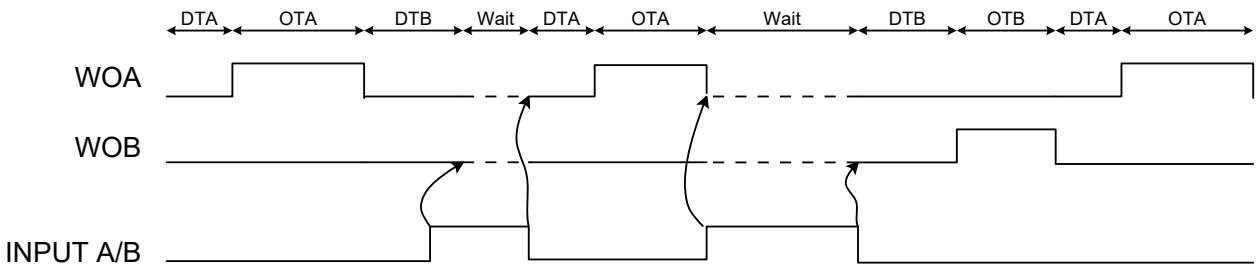 DTA OTA DTB Wait DTA OTA Wait DTB OTB DTA OTA
WOA
WOB
INPUT A/B